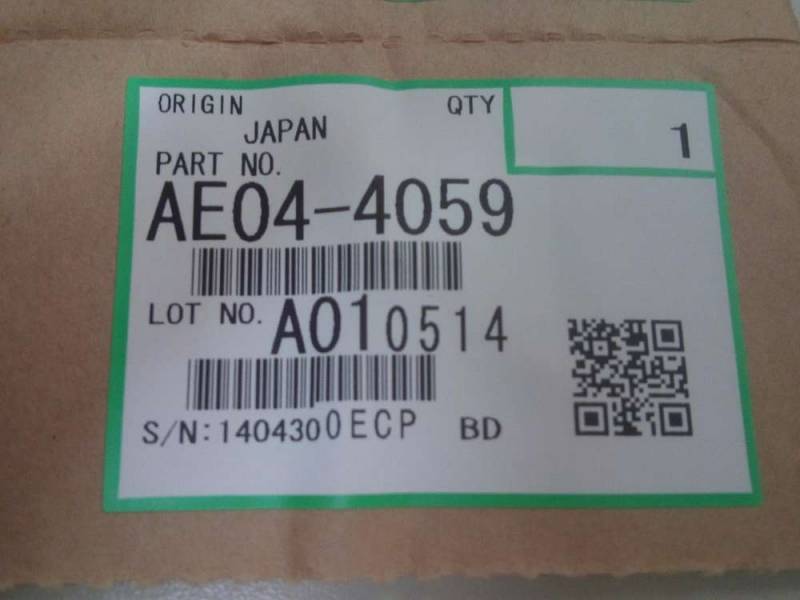 ORIGIN QTY
JAPAN 1
PART NO.
AE04-4059
LOT NO. A010514
S/N:1404300ECP BD